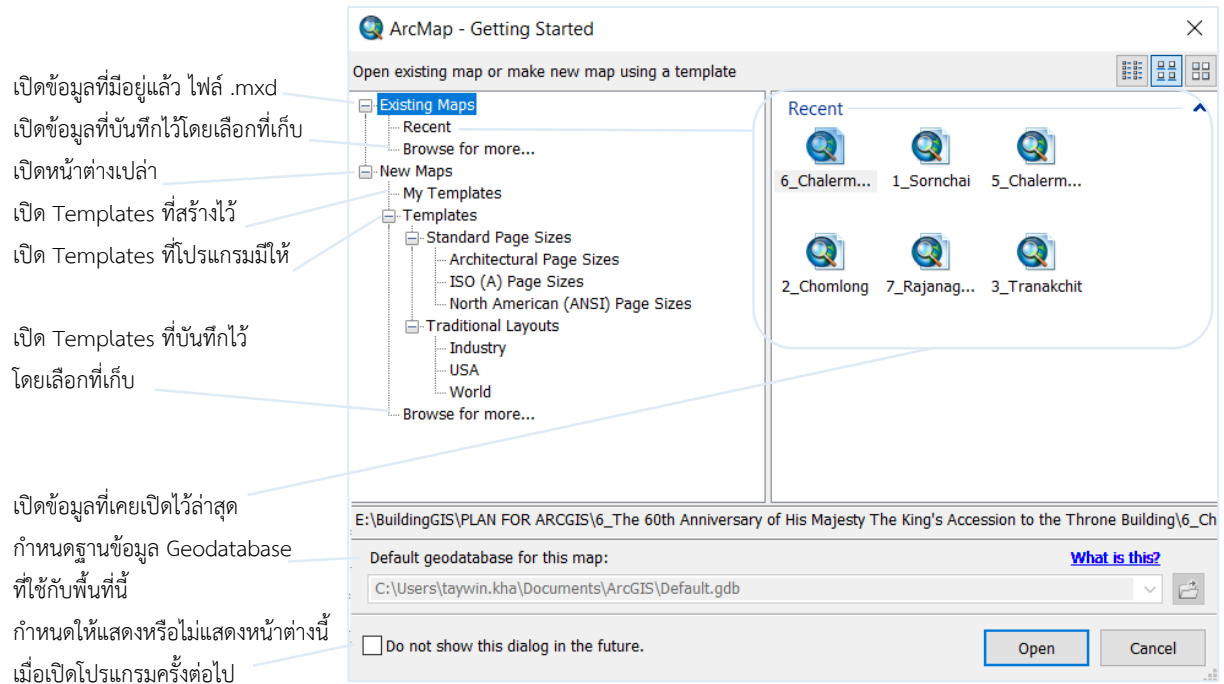 ArcMap - Getting Started
Open existing map or make new map using a template
เปิดข้อมูลที่มีอยู่แล้ว ไฟล์ .mxd
เปิดข้อมูลที่บันทึกไว้โดยเลือกที่เก็บ
เปิดหน้าต่างเปล่า
เปิด Templates ที่สร้างไว้
เปิด Templates ที่โปรแกรมมีให้
เปิด Templates ที่บันทึกไว้
โดยเลือกที่เก็บ
เปิดข้อมูลที่เคยเปิดไว้ล่าสุด
กำหนดฐานข้อมูล Geodatabase
ที่ใช้กับพื้นที่นี้
กำหนดให้แสดงหรือไม่แสดงหน้าต่างนี้
เมื่อเปิดโปรแกรมครั้งต่อไป
Existing Maps
Recent
Browse for more...
New Maps
My Templates
Templates
Standard Page Sizes
Architectural Page Sizes
ISO (A) Page Sizes
North American (ANSI) Page Sizes
Traditional Layouts
Industry
USA
World
Browse for more...
Recent
6_Chalerm... 1_Sornchai 5_Chalerm...
2_Chomlong 7_Rajanag... 3_Tranakchit
E:\BuildingGIS\PLAN FOR ARCGIS\6_The 60th Anniversary of His Majesty The King's Accession to the Throne Building\6_Ch
Default geodatabase for this map: What is this?
C:\Users\taywin.kha\Documents\ArcGIS\Default.gdb
Do not show this dialog in the future.
Open Cancel